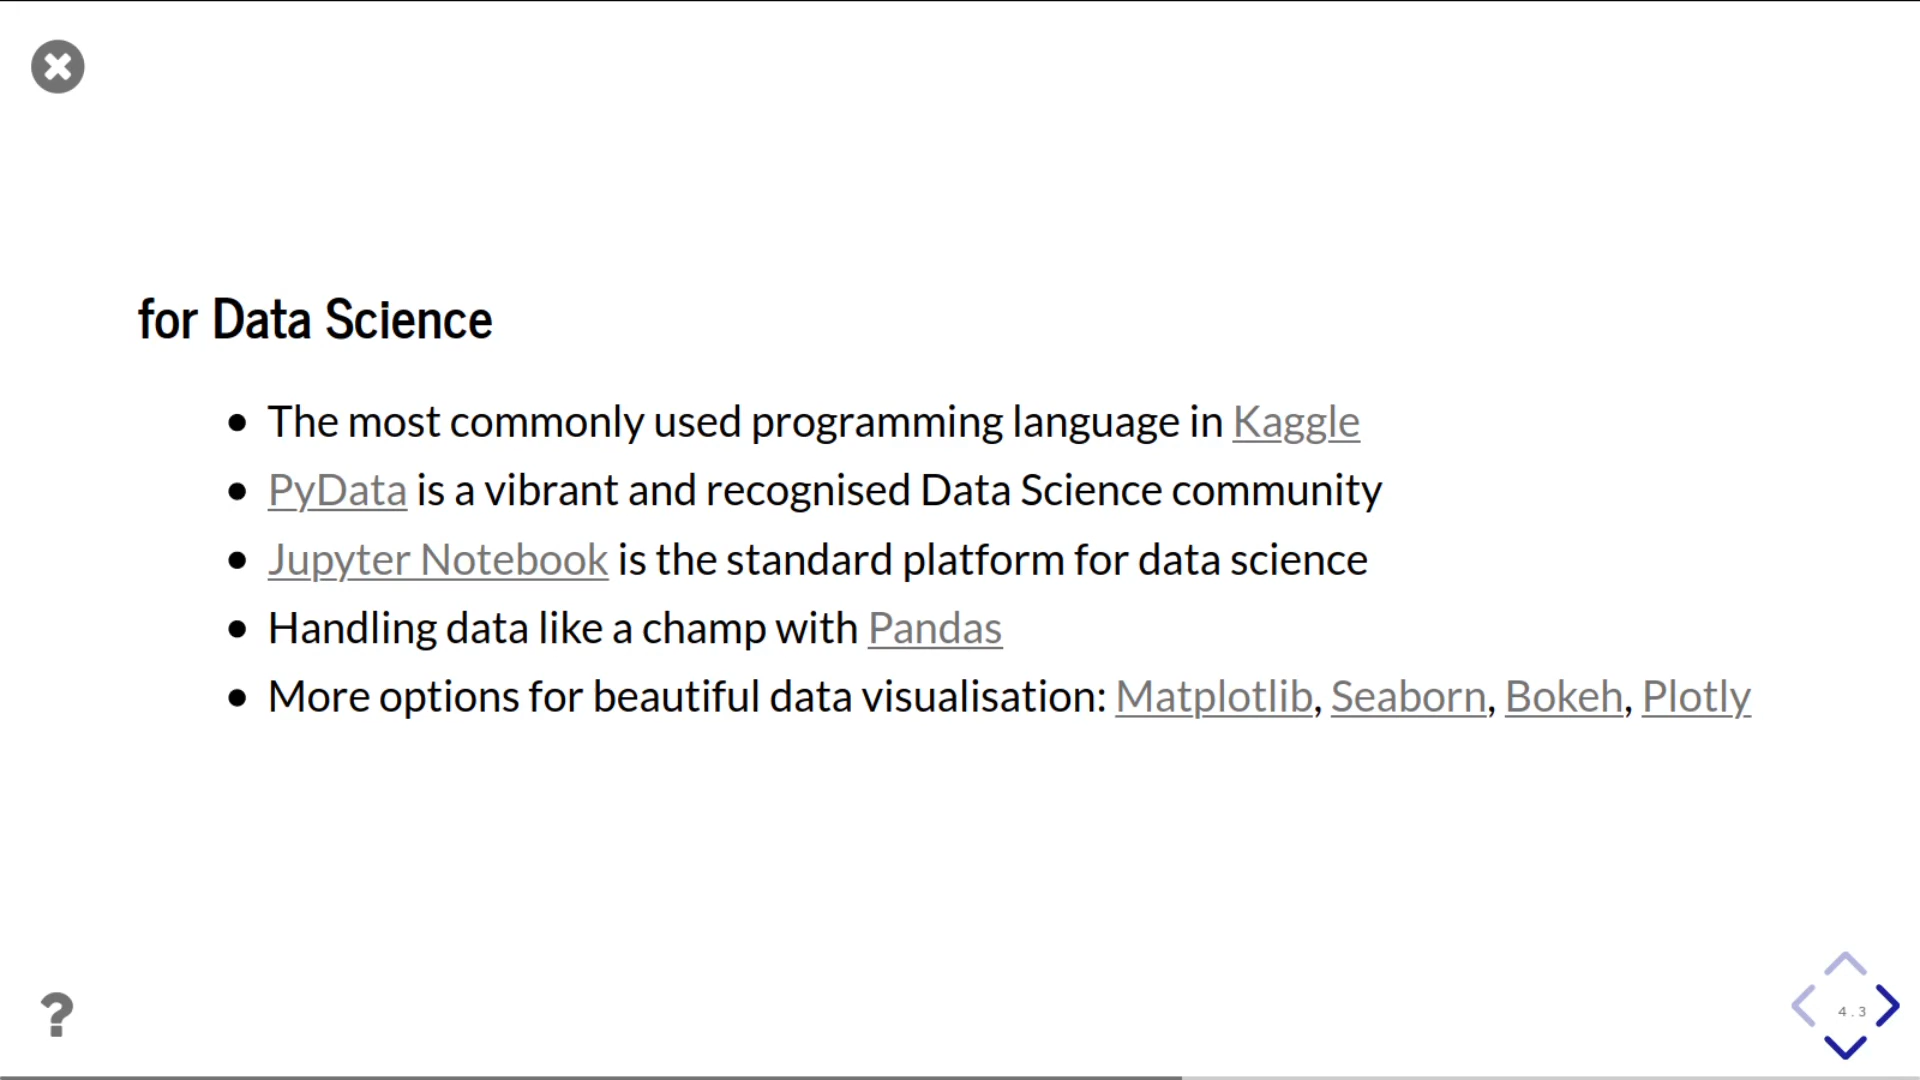 for Data Science
The most commonly used programming language in Kaggle
PyData is a vibrant and recognised Data Science community
Jupyter Notebook is the standard platform for data science
Handling data like a champ with Pandas
More options for beautiful data visualisation: Matplotlib, Seaborn, Bokeh, Plotly
?
4.3